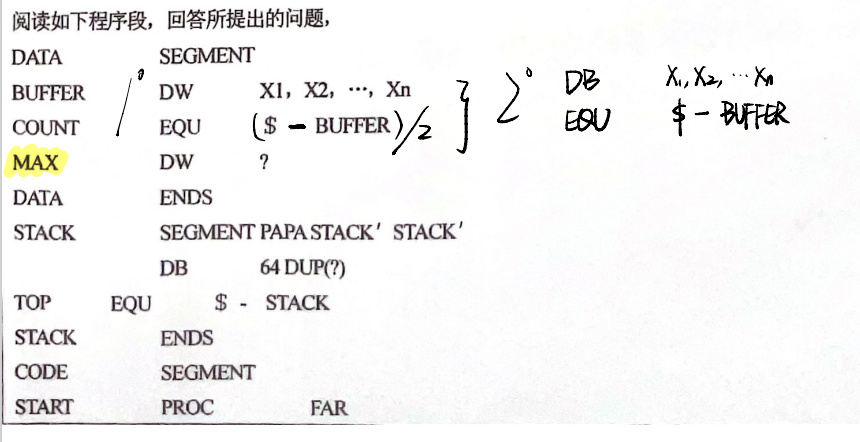 阅读如下程序段，回答所提出的问题，
DATA SEGMENT
BUFFER 1° DW X1, X2, …, Xn } 2° DB X1, X2, … Xn
COUNT EQU ($ - BUFFER)/2 EQU $ - BUFFER
MAX DW ?
DATA ENDS
STACK SEGMENT PAPA STACK' STACK'
DB 64 DUP(?)
TOP EQU $ - STACK
STACK ENDS
CODE SEGMENT
START PROC FAR